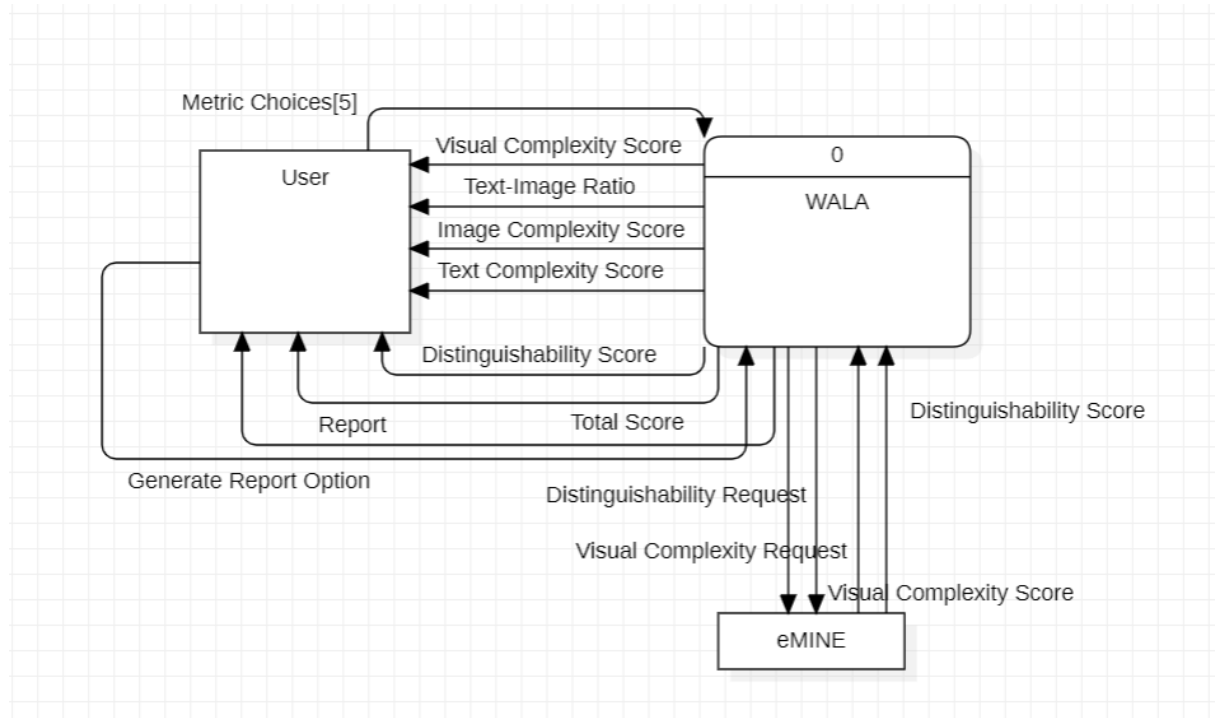 Metric Choices[5]
Visual Complexity Score
0
User
Text-Image Ratio
WALA
Image Complexity Score
Text Complexity Score
Distinguishability Score
Report
Total Score
Distinguishability Score
Generate Report Option
Distinguishability Request
Visual Complexity Request
Visual Complexity Score
eMINE